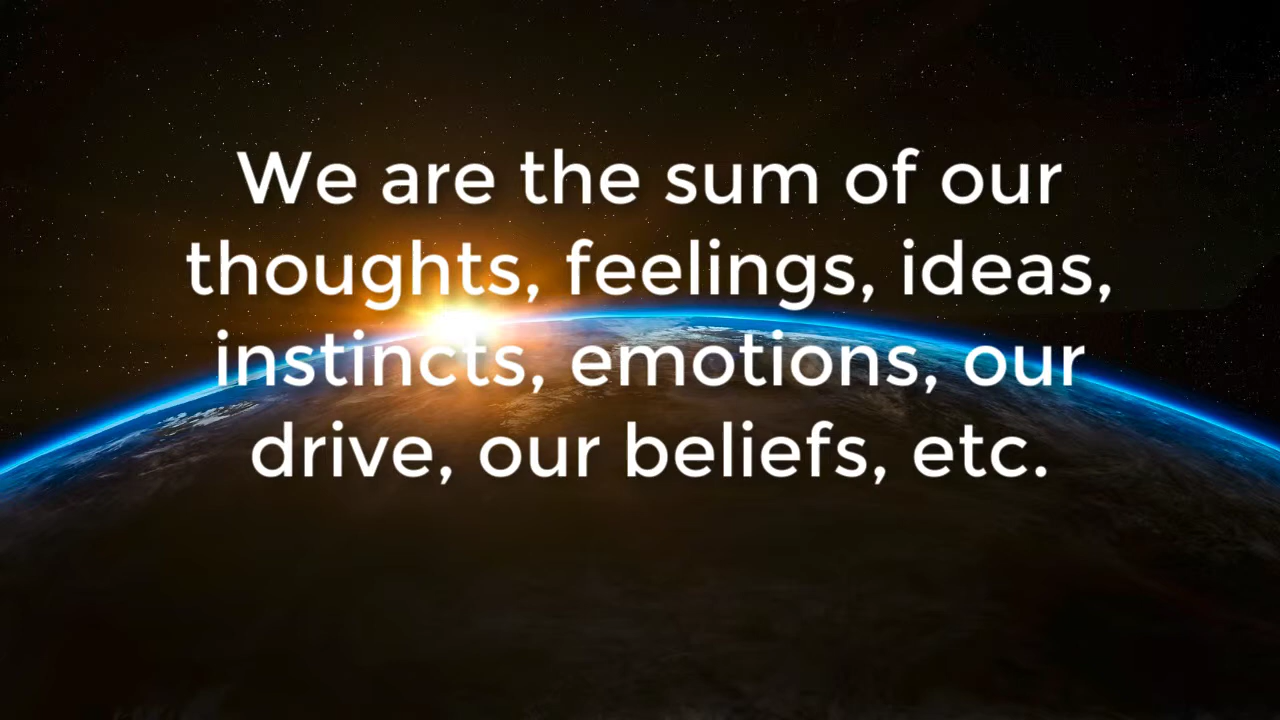 We are the sum of our
thoughts, feelings, ideas,
instincts, emotions, our
drive, our beliefs, etc.